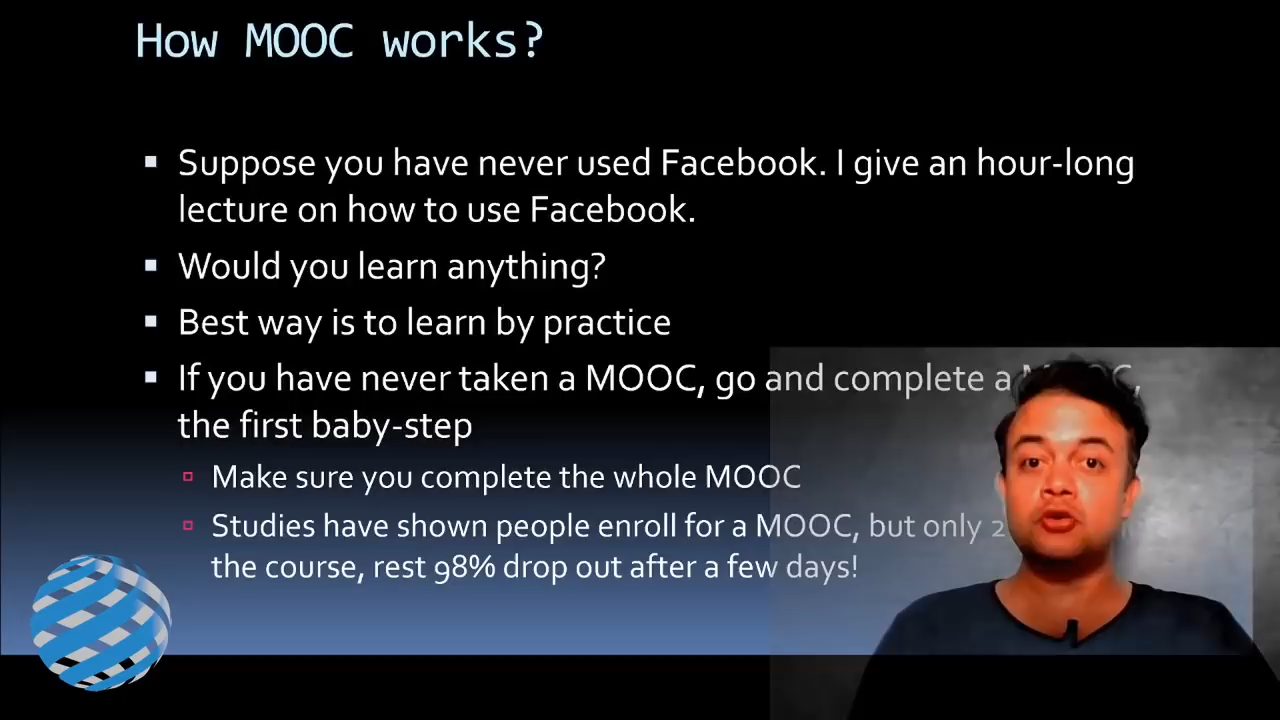 How MOOC works?
Suppose you have never used Facebook. I give an hour-long
lecture on how to use Facebook.
Would you learn anything?
Best way is to learn by practice
If you have never taken a MOOC, go and complete a MOOC,
the first baby-step
Make sure you complete the whole MOOC
Studies have shown people enroll for a MOOC, but only
the course, rest 98% drop out after a few days!